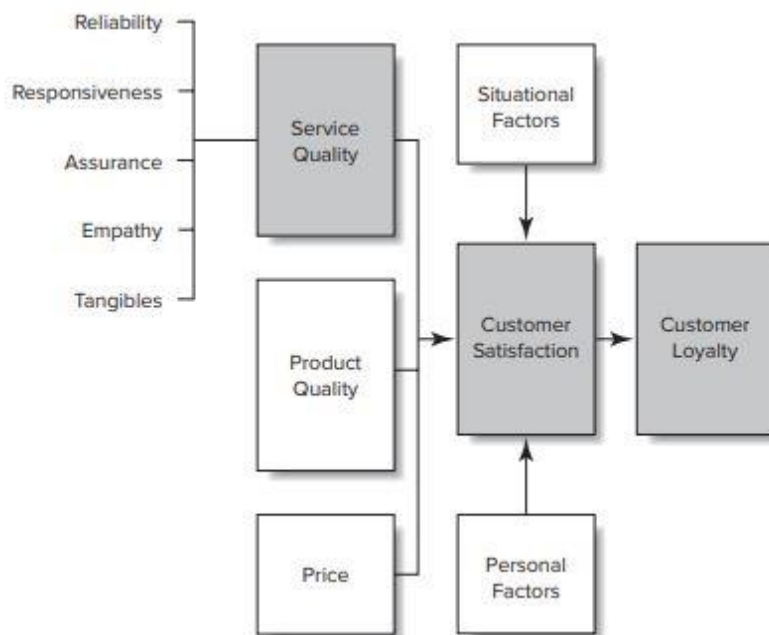 Reliability
Responsiveness
Assurance
Empathy
Tangibles
Service
Quality
Product
Quality
Price
Situational
Factors
Customer
Satisfaction
Personal
Factors
Customer
Loyalty